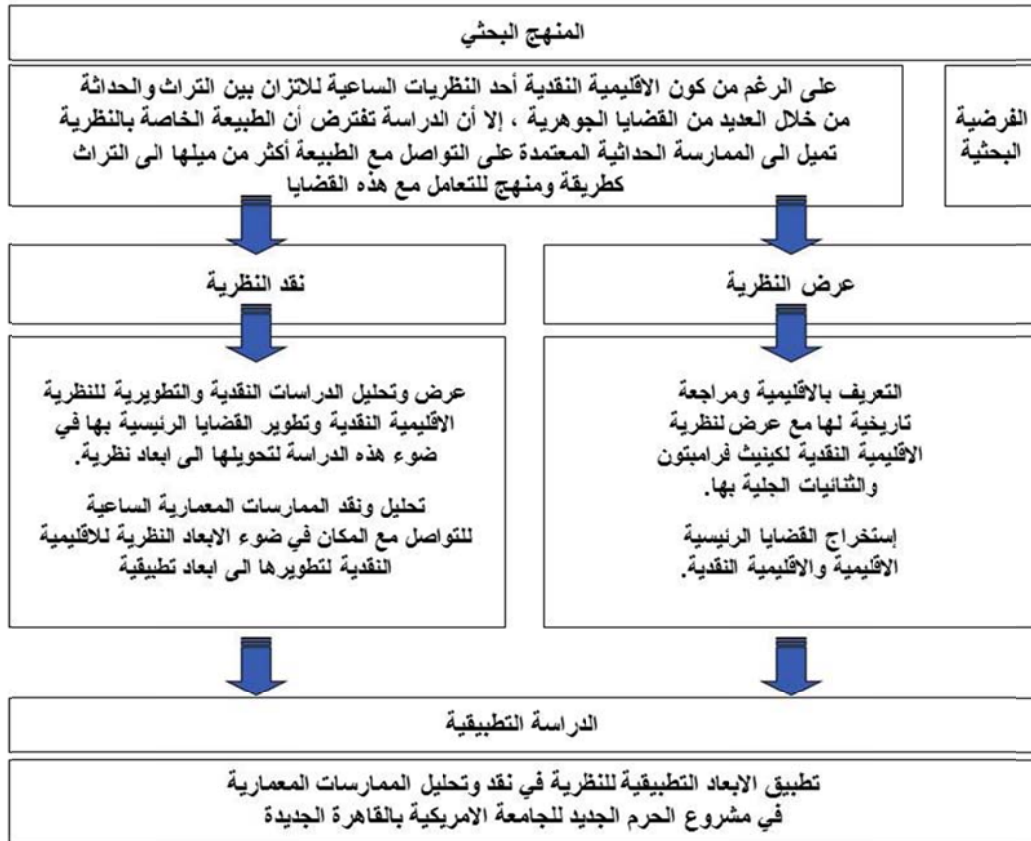 المنهج البحثي
الفرضية
البحثية
على الرغم من كون الاقليمية النقدية أحد النظريات الساعية للاتزان بين التراث والحداثة
من خلال العديد من القضايا الجوهرية ، إلا أن الدراسة تفترض أن الطبيعة الخاصة بالنظرية
تميل الى الممارسة الحداثية المعتمدة على التواصل مع الطبيعة أكثر من ميلها الى التراث
كطريقة ومنهج للتعامل مع هذه القضايا
عرض النظرية
نقد النظرية
التعريف بالاقليمية ومراجعة
تاريخية لها مع عرض لنظرية
الاقليمية النقدية لكينيث فرامبتون
والثنائيات الجلية بها.
إستخراج القضايا الرئيسية
الاقليمية والاقليمية النقدية.
عرض وتحليل الدراسات النقدية والتطويرية للنظرية
الاقليمية النقدية وتطوير القضايا الرئيسية بها في
ضوء هذه الدراسة لتحويلها الى ابعاد نظرية.
تحليل ونقد الممارسات المعمارية الساعية
للتواصل مع المكان في ضوء الابعاد النظرية للاقليمية
النقدية لتطويرها الى ابعاد تطبيقية
الدراسة التطبيقية
تطبيق الابعاد التطبيقية للنظرية في نقد وتحليل الممارسات المعمارية
في مشروع الحرم الجديد للجامعة الامريكية بالقاهرة الجديدة